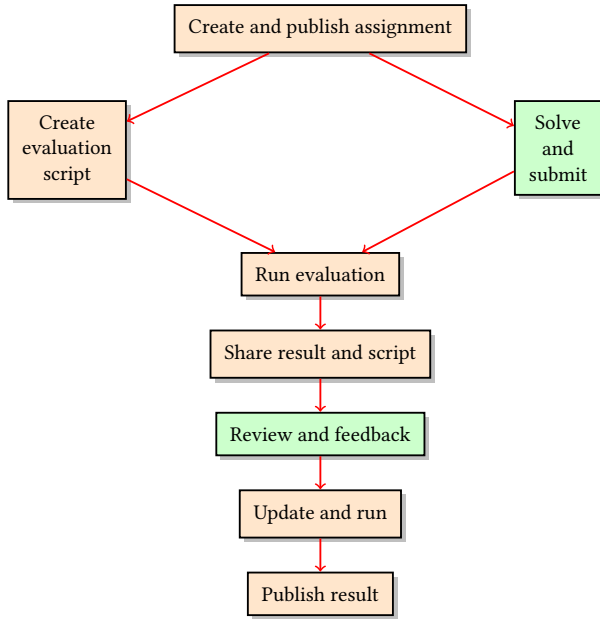 Create and publish assignment
Create
evaluation
script
Solve
and
submit
Run evaluation
Share result and script
Review and feedback
Update and run
Publish result